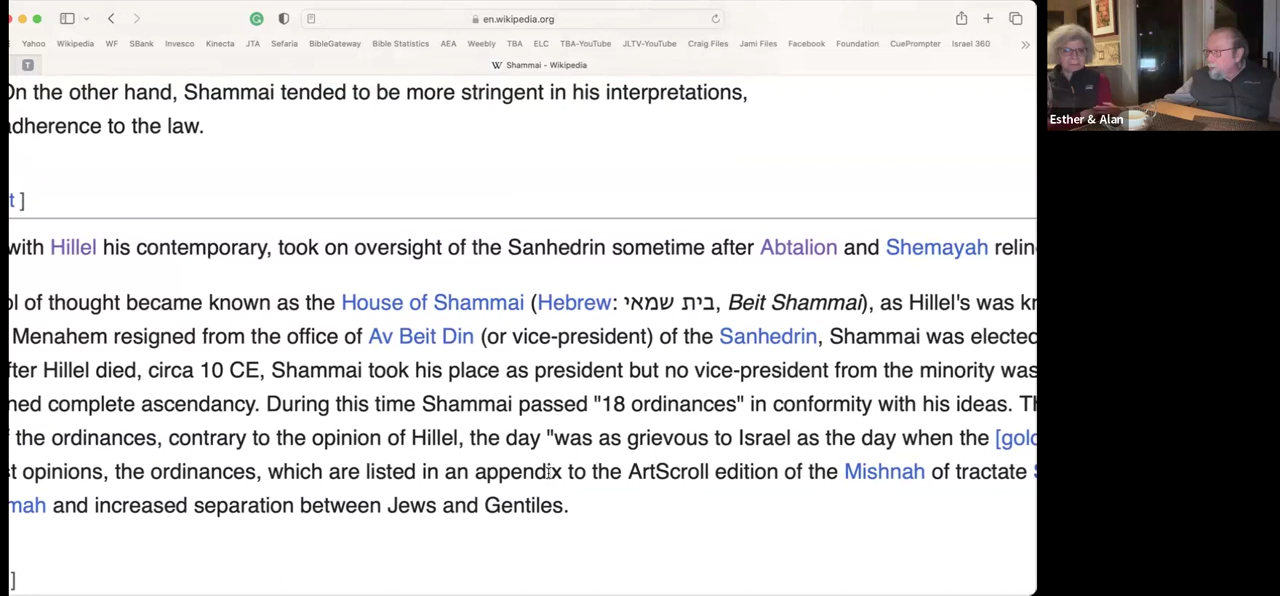 en.wikipedia.org
Yahoo Wikipedia WF SBank Invesco Kinecta JTA Sefaria BibleGateway Bible Statistics AEA Weebly TBA ELC TBA-YouTube JLTV-YouTube Craig Files Jami Files Facebook Foundation CuePrompter Israel 360
T W Shammai - Wikipedia
On the other hand, Shammai tended to be more stringent in his interpretations,
adherence to the law.
t ]
with Hillel his contemporary, took on oversight of the Sanhedrin sometime after Abtalion and Shemayah relin
ol of thought became known as the House of Shammai (Hebrew: בית שמאי, Beit Shammai), as Hillel's was kn
Menahem resigned from the office of Av Beit Din (or vice-president) of the Sanhedrin, Shammai was elected
fter Hillel died, circa 10 CE, Shammai took his place as president but no vice-president from the minority was
ned complete ascendancy. During this time Shammai passed "18 ordinances" in conformity with his ideas. Th
f the ordinances, contrary to the opinion of Hillel, the day "was as grievous to Israel as the day when the [gold
t opinions, the ordinances, which are listed in an appendix to the ArtScroll edition of the Mishnah of tractate
mah and increased separation between Jews and Gentiles.
]
Esther & Alan